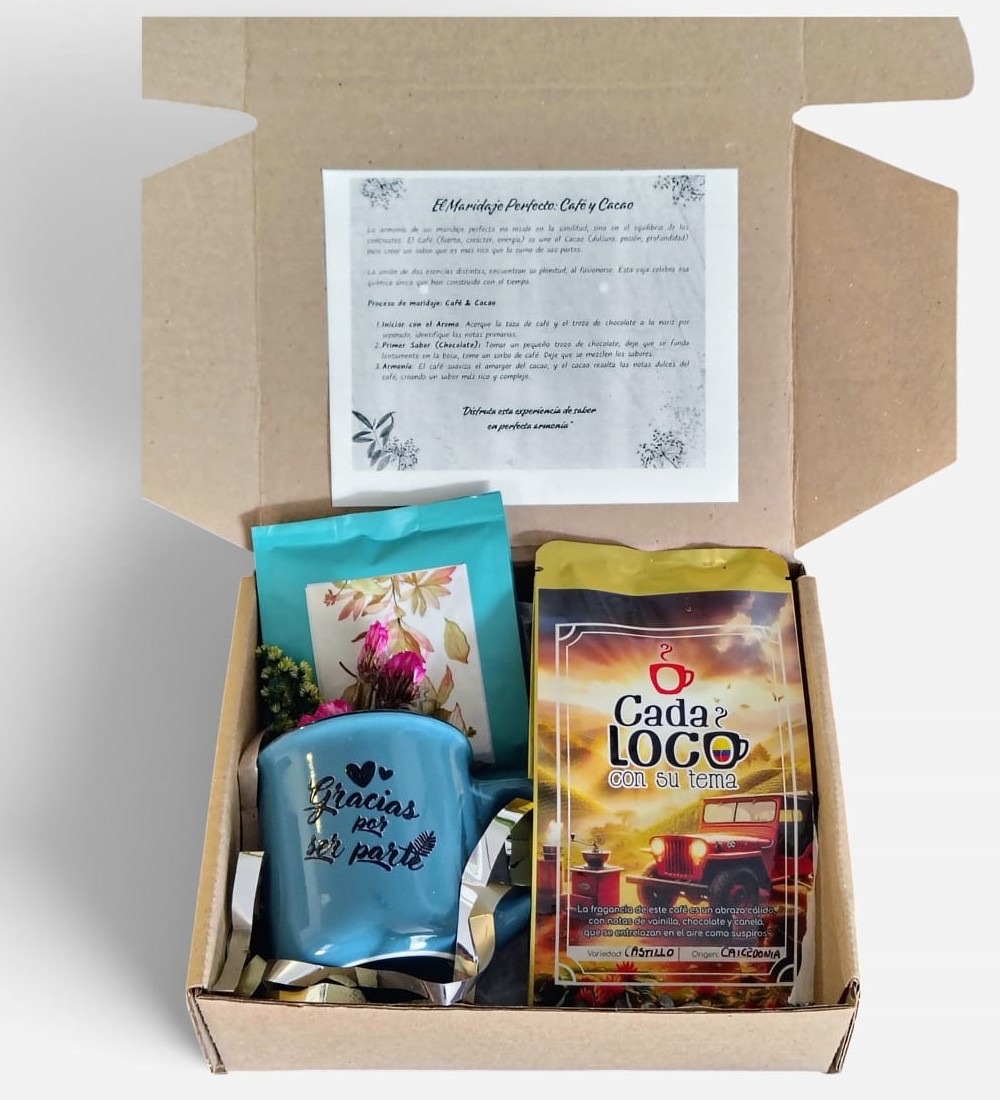 El Maridaje Perfecto: Café y Cacao
La armonía de un maridaje perfecto no reside en la similitud, sino en el equilibrio de los
contrastes. El Café (fuerte, carácter, energía) se une al Cacao (dulzura, pasión, profundidad)
para crear un sabor que es más rico que la suma de sus partes.
La unión de dos esencias distintas, encuentran su plenitud, al fusionarse. Esta caja celebra esa
química única que han construido con el tiempo.
Proceso de maridaje: Café & Cacao
1. Iniciar con el Aroma: Acerque la taza de café y el trozo de chocolate a la nariz por
separado, identifique las notas primarias.
2. Primer Sabor (Chocolate): Tomar un pequeño trozo de chocolate, deje que se funda
lentamente en la boca, tome un sorbo de café. Deje que se mezclen los sabores.
3. Armonía: El café suaviza el amargor del cacao, y el cacao resalta las notas dulces del
café, creando un sabor más rico y complejo.
"Disfruta esta experiencia de sabor
en perfecta armonía"
Gracias
por
ser parte
Cada
LOCO
con su tema
La fragancia de este café es un abrazo cálido,
con notas de vainilla, chocolate y canela,
que se entrelazan en el aire como suspiros.
Variedad: CASTILLO Origen: CAICEDONIA